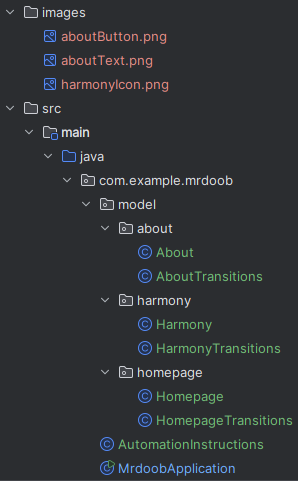 images
aboutButton.png
aboutText.png
harmonyIcon.png
src
main
java
com.example.mrdoob
model
about
About
AboutTransitions
harmony
Harmony
HarmonyTransitions
homepage
Homepage
HomepageTransitions
AutomationInstructions
MrdoobApplication